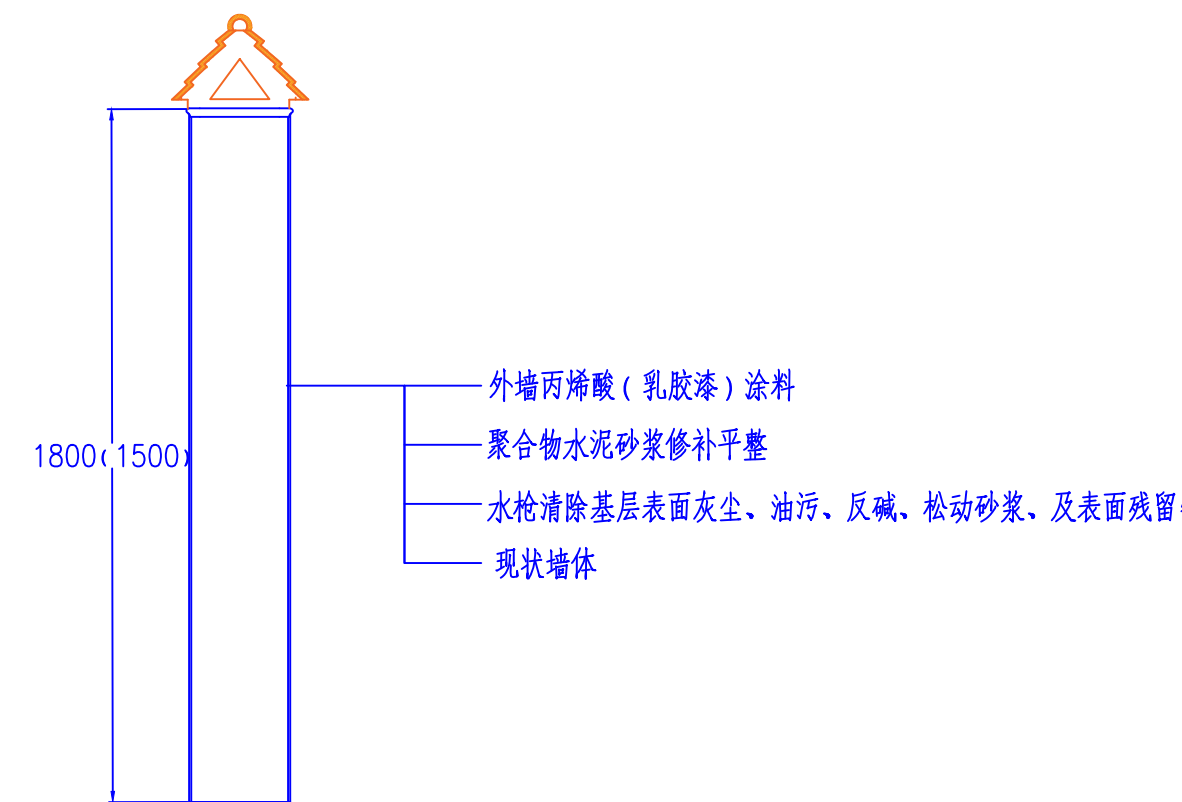 外墙丙烯酸(乳胶漆)涂料
1800(1500)
聚合物水泥砂浆修补平整
水枪清除基层表面灰尘、油污、反碱、松动砂浆、及表面残留
现状墙体